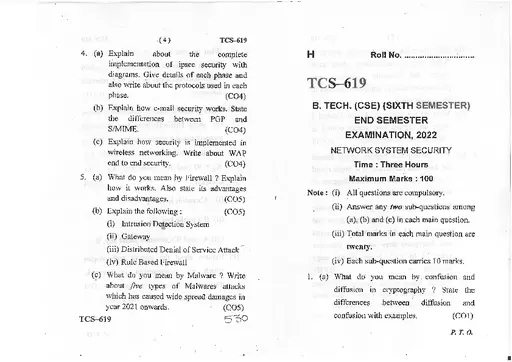 (4) TCS–619
4. (a) Explain about the complete
implementation of ipsec security with
diagrams. Give details of each phase and
also write about the protocols used in each
phase. (CO4)
(b) Explain how e-mail security works. State
the differences between PGP and
S/MIME. (CO4)
(c) Explain how security is implemented in
wireless networking. Write about WAP
end to end security. (CO4)
5. (a) What do you mean by Firewall ? Explain
how it works. Also state its advantages
and disadvantages. (CO5)
(b) Explain the following : (CO5)
(i) Intrusion Detection System
(ii) Gateway
(iii) Distributed Denial of Service Attack
(iv) Rule Based Firewall
(c) What do you mean by Malware ? Write
about five types of Malwares attacks
which has caused wide spread damages in
year 2021 onwards. (CO5)
TCS–619 530
H Roll No. ..............................
TCS–619
B. TECH. (CSE) (SIXTH SEMESTER)
END SEMESTER
EXAMINATION, 2022
NETWORK SYSTEM SECURITY
Time : Three Hours
Maximum Marks : 100
Note : (i) All questions are compulsory.
(ii) Answer any two sub-questions among
(a), (b) and (c) in each main question.
(iii) Total marks in each main question are
twenty.
(iv) Each sub-question carries 10 marks.
1. (a) What do you mean by confusion and
diffusion in cryptography ? State the
differences between diffusion and
confusion with examples. (CO1)
P. T. O.